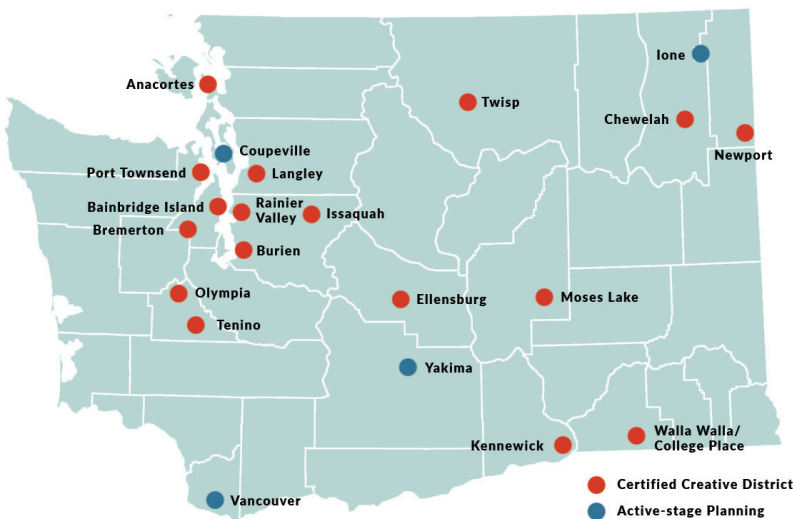 Ione
Anacortes
Twisp
Chewelah
Newport
Coupeville
Port Townsend
Langley
Bainbridge Island
Rainier
Valley
Issaquah
Bremerton
Burien
Olympia
Ellensburg
Moses Lake
Tenino
Yakima
Walla Walla/
College Place
Kennewick
Certified Creative District
Vancouver
Active-stage Planning